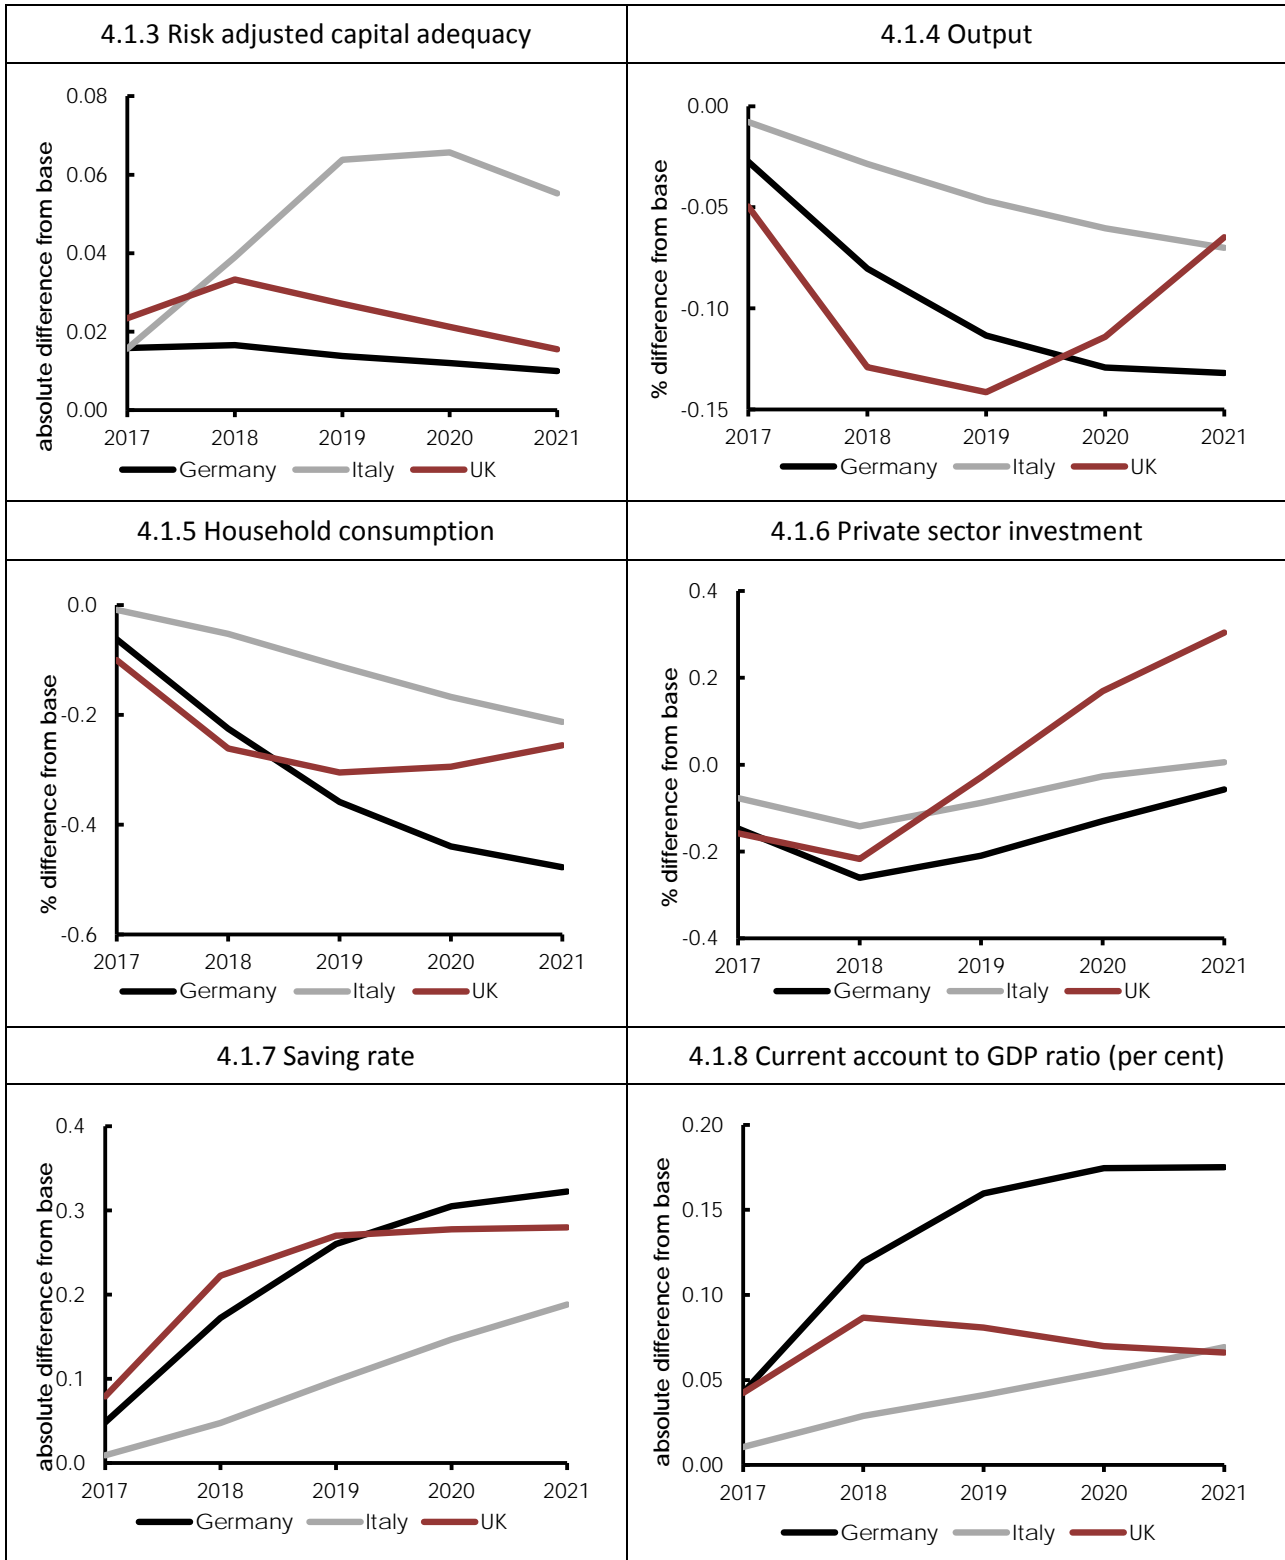 4.1.3 Risk adjusted capital adequacy
4.1.4 Output
absolute difference from base
0.08
0.06
0.04
0.02
0.00
2017 2018 2019 2020 2021
Germany Italy UK
% difference from base
0.00
-0.05
-0.10
-0.15
2017 2018 2019 2020 2021
Germany Italy UK
4.1.5 Household consumption
4.1.6 Private sector investment
% difference from base
0.0
-0.2
-0.4
-0.6
2017 2018 2019 2020 2021
Germany Italy UK
% difference from base
0.4
0.2
0.0
-0.2
-0.4
2017 2018 2019 2020 2021
Germany Italy UK
4.1.7 Saving rate
4.1.8 Current account to GDP ratio (per cent)
absolute difference from base
0.4
0.3
0.2
0.1
0.0
2017 2018 2019 2020 2021
Germany Italy UK
absolute difference from base
0.20
0.15
0.10
0.05
0.00
2017 2018 2019 2020 2021
Germany Italy UK